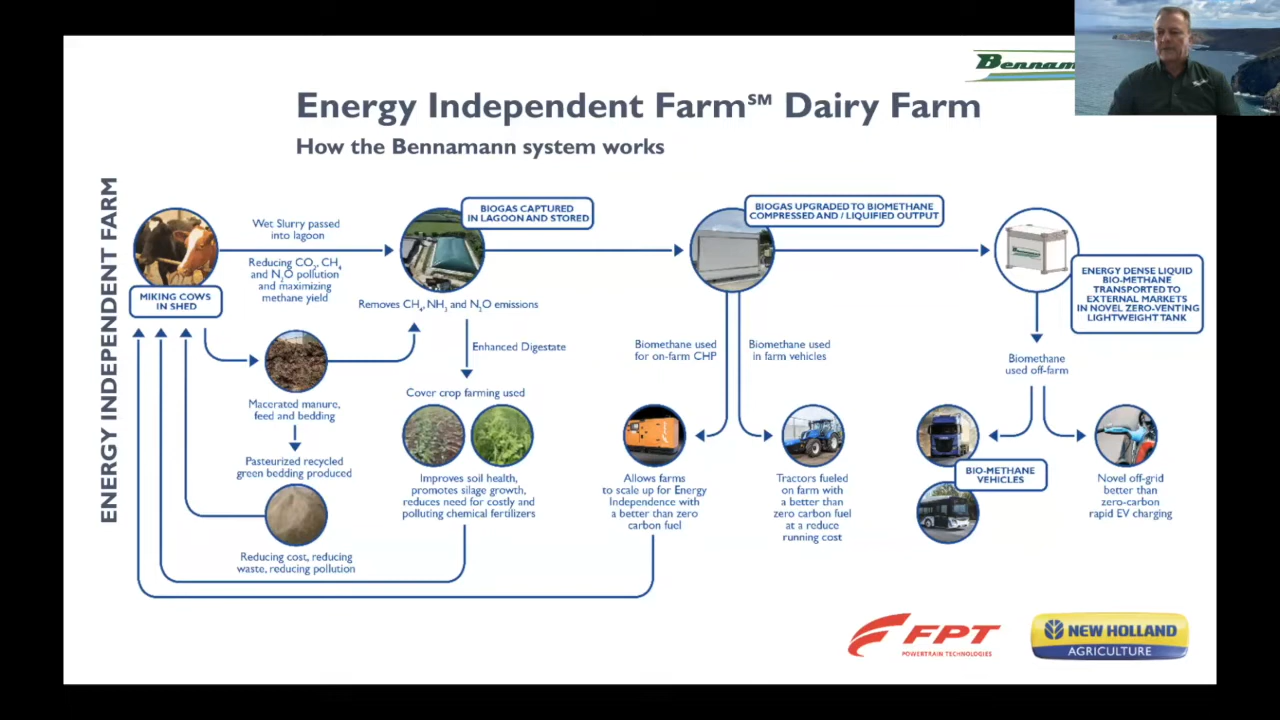 Bennam
Energy Independent Farm℠ Dairy Farm
How the Bennamann system works
ENERGY INDEPENDENT FARM
MIKING COWS
IN SHED
Wet Slurry passed
into lagoon
Reducing CO₂, CH₄
and N₂O pollution
and maximizing
methane yield
BIOGAS CAPTURED
IN LAGOON AND STORED
Removes CH₄, NH₃ and N₂O emissions
BIOGAS UPGRADED TO BIOMETHANE
COMPRESSED AND / LIQUIFIED OUTPUT
ENERGY DENSE LIQUID
BIO-METHANE
TRANSPORTED TO
EXTERNAL MARKETS
IN NOVEL ZERO-VENTING
LIGHTWEIGHT TANK
Macerated manure,
feed and bedding
Pasteurized recycled
green bedding produced
Reducing cost, reducing
waste, reducing pollution
Enhanced Digestate
Cover crop farming used
Improves soil health,
promotes silage growth,
reduces need for costly and
polluting chemical fertilizers
Biomethane used
for on-farm CHP
Biomethane used
in farm vehicles
Allows farms
to scale up for Energy
Independence with
a better than zero
carbon fuel
Tractors fueled
on farm with
a better than
zero carbon fuel
at a reduce
running cost
Biomethane
used off-farm
BIO-METHANE
VEHICLES
Novel off-grid
better than
zero-carbon
rapid EV charging
FPT
POWERTRAIN TECHNOLOGIES
NEW HOLLAND
AGRICULTURE